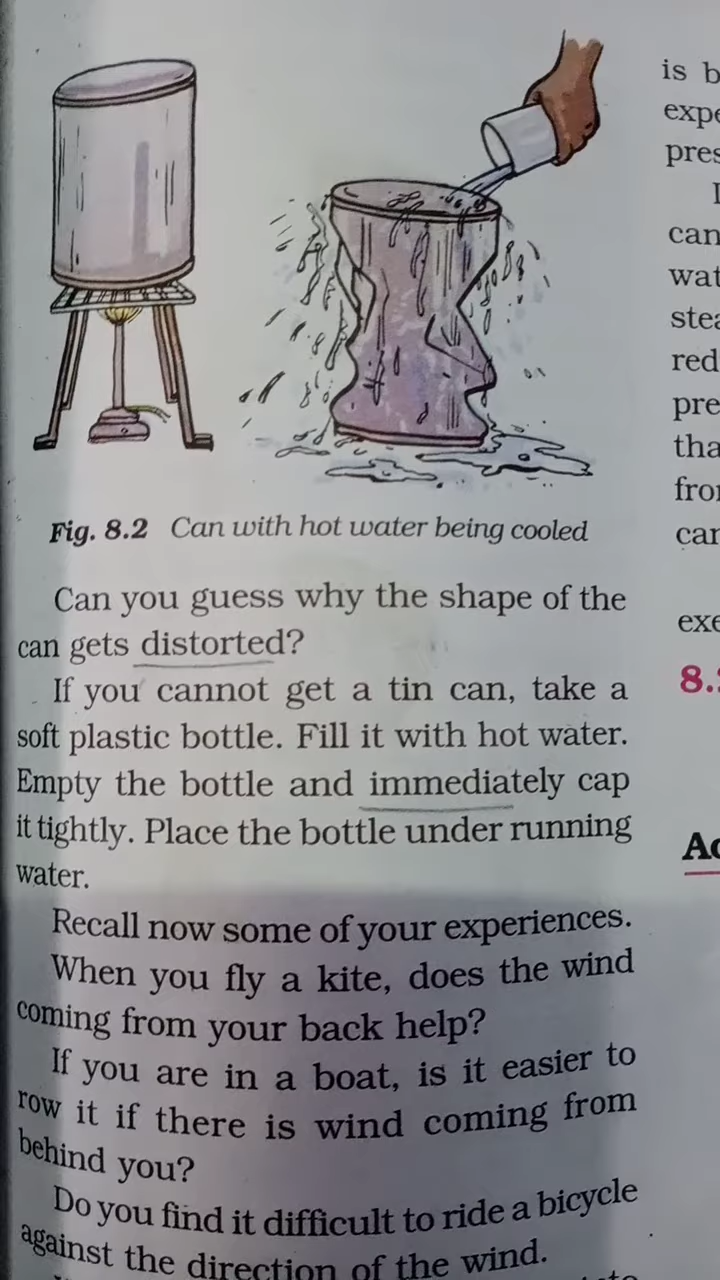 Fig. 8.2 Can with hot water being cooled
Can you guess why the shape of the
can gets distorted?
If you cannot get a tin can, take a
soft plastic bottle. Fill it with hot water.
Empty the bottle and immediately cap
it tightly. Place the bottle under running
water.
Recall now some of your experiences.
When you fly a kite, does the wind
coming from your back help?
If you are in a boat, is it easier to
row it if there is wind coming from
behind you?
Do you find it difficult to ride a bicycle
against the direction of the wind.
is b
expe
pres
I
can
wat
stea
red
pre
tha
from
can
exe
8.